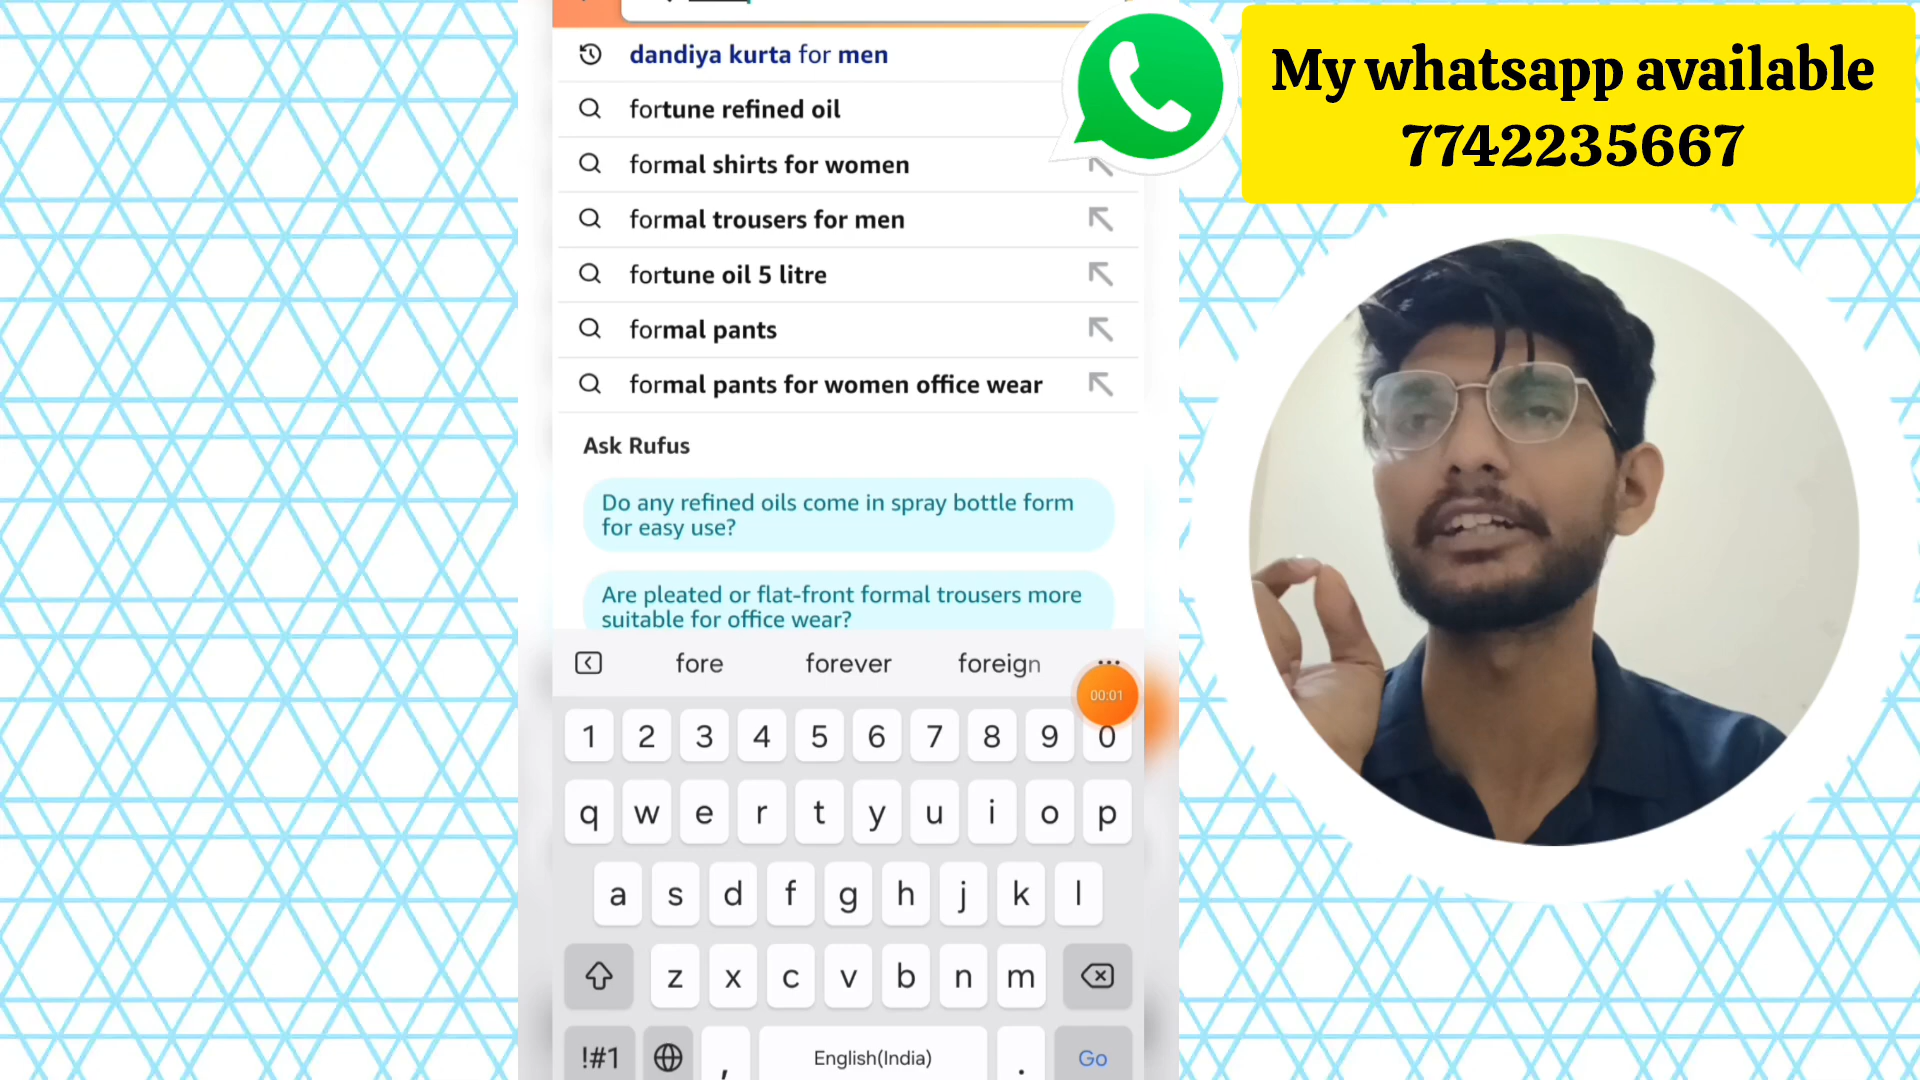 dandiya kurta for men
fortune refined oil
formal shirts for women
formal trousers for men
fortune oil 5 litre
formal pants
formal pants for women office wear
Ask Rufus
Do any refined oils come in spray bottle form
for easy use?
Are pleated or flat-front formal trousers more
suitable for office wear?
fore forever foreign ...
00:01
1 2 3 4 5 6 7 8 9 0
q w e r t y u i o p
a s d f g h j k l
z x c v b n m
!#1 , English(India) . Go
My whatsapp available
7742235667